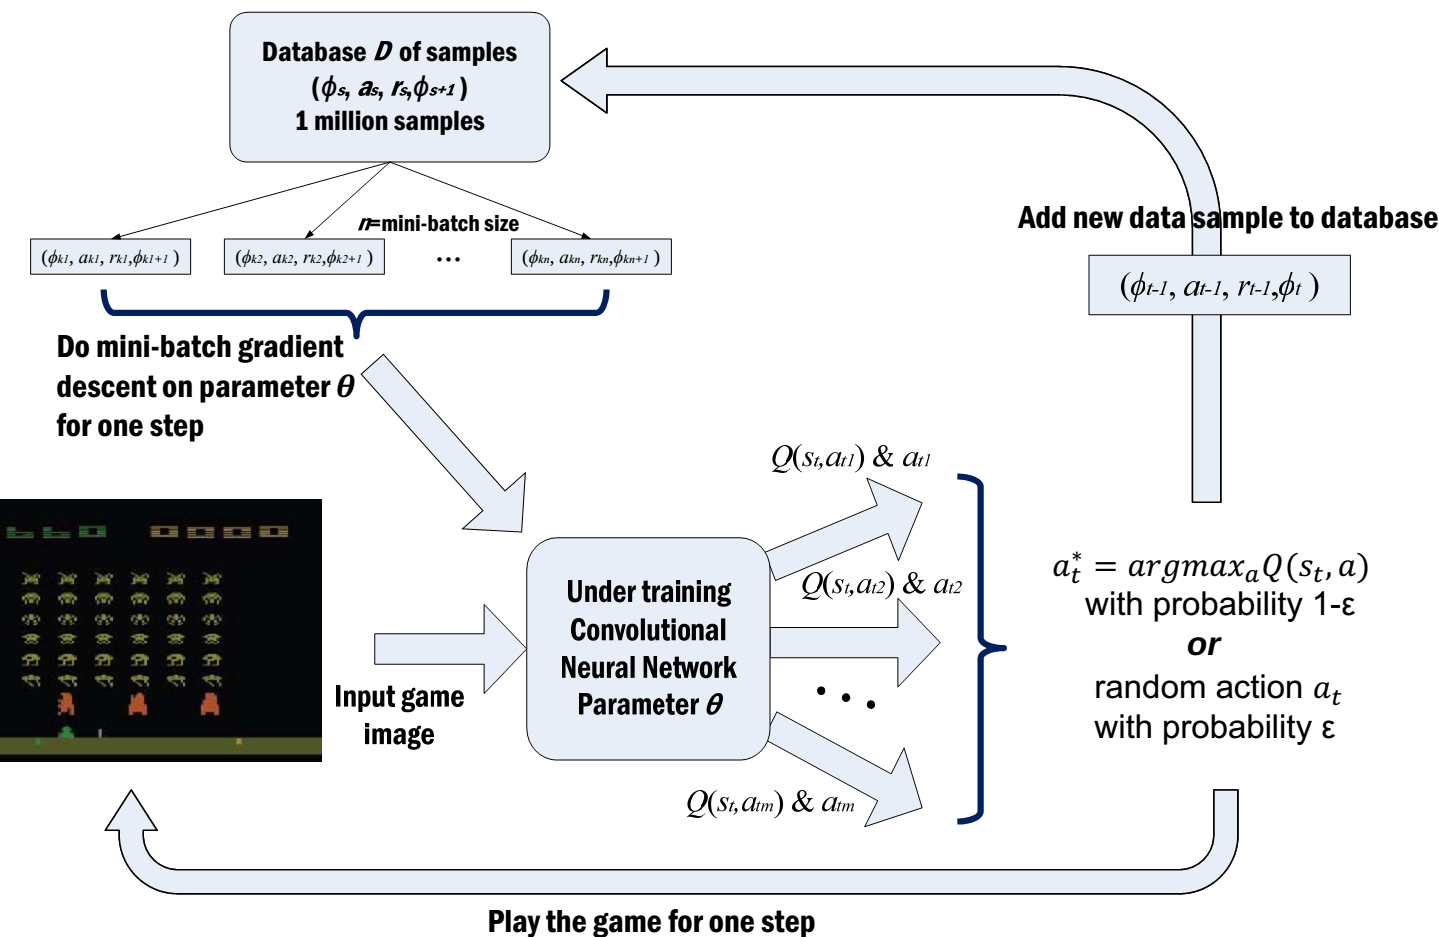 Database D of samples
(ϕs, as, rs,ϕs+1 )
1 million samples
n=mini-batch size
(ϕk1, ak1, rk1,ϕk1+1 )
(ϕk2, ak2, rk2,ϕk2+1 )
...
(ϕkn, akn, rkn,ϕkn+1 )
Add new data sample to database
(ϕt-1, at-1, rt-1,ϕt )
Do mini-batch gradient
descent on parameter θ
for one step
Q(st,at1) & at1
Q(st,at2) & at2
...
Q(st,atm) & atm
Under training
Convolutional
Neural Network
Parameter θ
Input game
image
a*t = argmaxaQ(st, a)
with probability 1-ε
or
random action at
with probability ε
Play the game for one step